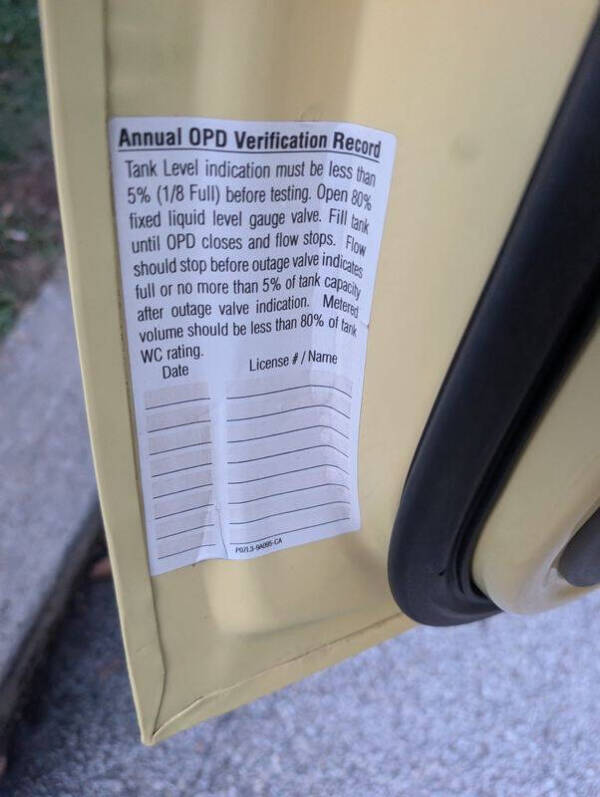 Annual OPD Verification Record
Tank Level indication must be less than
5% (1/8 Full) before testing. Open 80%
fixed liquid level gauge valve. Fill tank
until OPD closes and flow stops. Flow
should stop before outage valve indicates
full or no more than 5% of tank capacity
after outage valve indication. Metered
volume should be less than 80% of tank
WC rating.
Date License # / Name